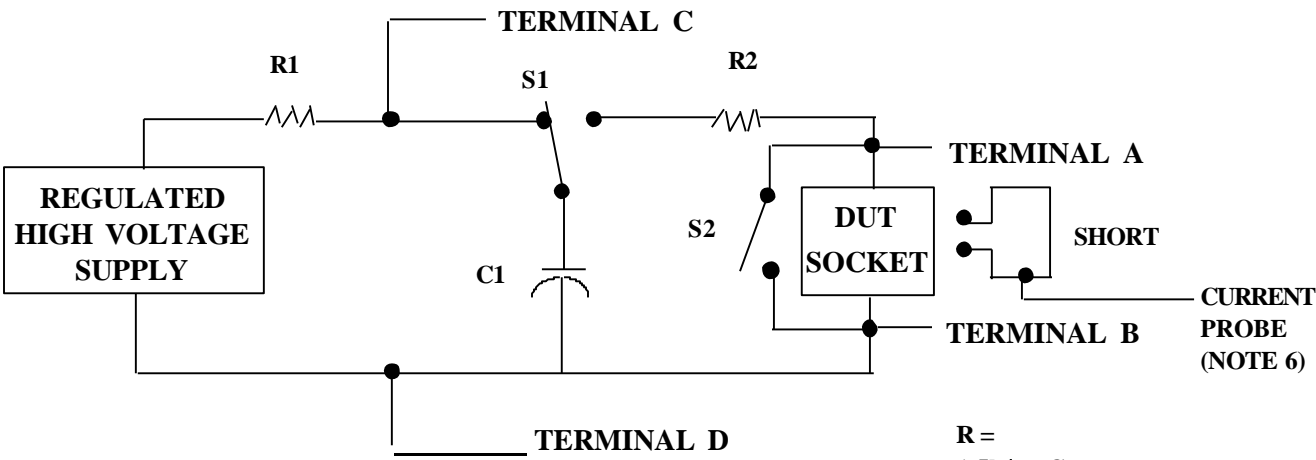 TERMINAL C
R1
S1
R2
TERMINAL A
REGULATED
HIGH VOLTAGE
SUPPLY
S2
DUT
SOCKET
SHORT
C1
CURRENT
PROBE
(NOTE 6)
TERMINAL B
TERMINAL D
R =